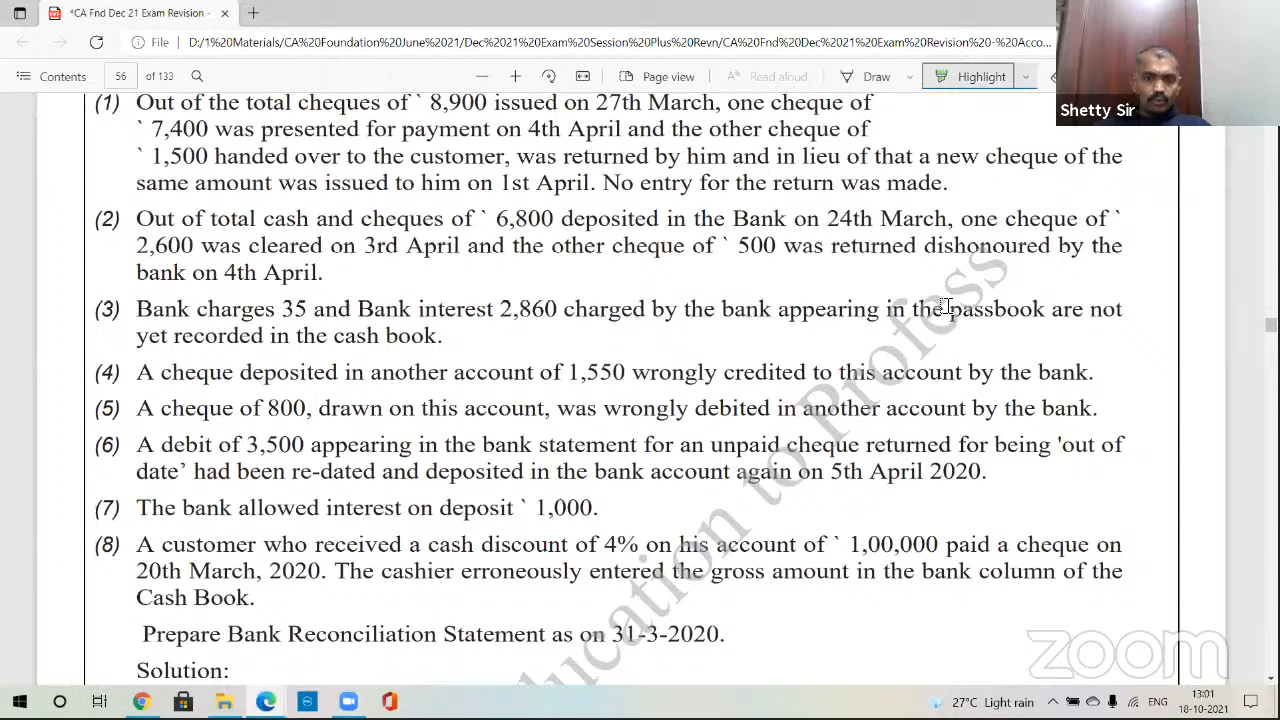 *CA Fnd Dec 21 Exam Revision -
File D:/1%20Materials/CA%20Foundation%20June%2021/Dec%2021%20Exam%20Session%20Plus%20Revn/CA%20Fnd%20Dec%2021%20Exam%20Revision%20-%20Acco...
Contents 56 of 133 Page view Read aloud Draw Highlight
Shetty Sir
(1) Out of the total cheques of ` 8,900 issued on 27th March, one cheque of
` 7,400 was presented for payment on 4th April and the other cheque of
` 1,500 handed over to the customer, was returned by him and in lieu of that a new cheque of the
same amount was issued to him on 1st April. No entry for the return was made.
(2) Out of total cash and cheques of ` 6,800 deposited in the Bank on 24th March, one cheque of `
2,600 was cleared on 3rd April and the other cheque of ` 500 was returned dishonoured by the
bank on 4th April.
(3) Bank charges 35 and Bank interest 2,860 charged by the bank appearing in the passbook are not
yet recorded in the cash book.
(4) A cheque deposited in another account of 1,550 wrongly credited to this account by the bank.
(5) A cheque of 800, drawn on this account, was wrongly debited in another account by the bank.
(6) A debit of 3,500 appearing in the bank statement for an unpaid cheque returned for being 'out of
date’ had been re-dated and deposited in the bank account again on 5th April 2020.
(7) The bank allowed interest on deposit ` 1,000.
(8) A customer who received a cash discount of 4% on his account of ` 1,00,000 paid a cheque on
20th March, 2020. The cashier erroneously entered the gross amount in the bank column of the
Cash Book.
Prepare Bank Reconciliation Statement as on 31-3-2020.
Solution:
ducation to Profess
zoom
27°C Light rain ENG 13:01
18-10-2021